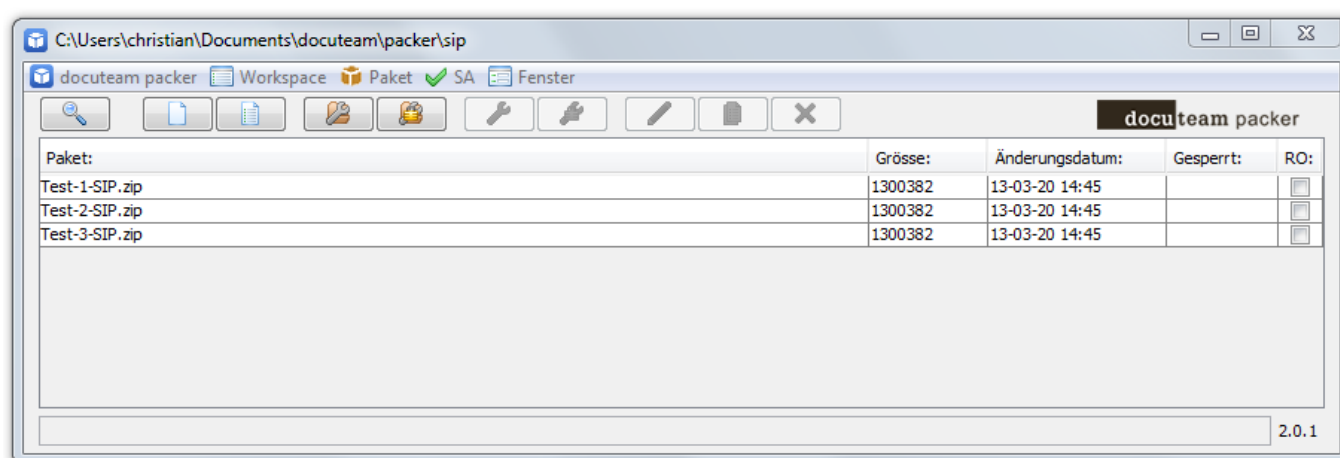 C:\Users\christian\Documents\docuteam\packer\sip
docuteam packer Workspace Paket SA Fenster
docuteam packer
Paket: Grösse: Änderungsdatum: Gesperrt: RO:
Test-1-SIP.zip 1300382 13-03-20 14:45
Test-2-SIP.zip 1300382 13-03-20 14:45
Test-3-SIP.zip 1300382 13-03-20 14:45
2.0.1